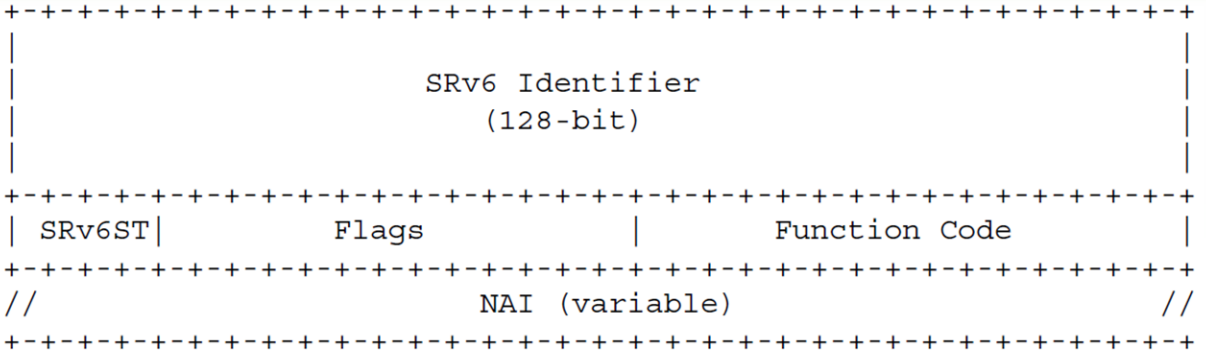 +-+-+-+-+-+-+-+-+-+-+-+-+-+-+-+-+-+-+-+-+-+-+-+-+-+-+-+-+-+-+-+-+
|                                                               |
|                      SRv6 Identifier                          |
|                         (128-bit)                             |
|                                                               |
+-+-+-+-+-+-+-+-+-+-+-+-+-+-+-+-+-+-+-+-+-+-+-+-+-+-+-+-+-+-+-+-+
| SRv6ST|         Flags           |       Function Code         |
+-+-+-+-+-+-+-+-+-+-+-+-+-+-+-+-+-+-+-+-+-+-+-+-+-+-+-+-+-+-+-+-+
//                        NAI (variable)                       //
+-+-+-+-+-+-+-+-+-+-+-+-+-+-+-+-+-+-+-+-+-+-+-+-+-+-+-+-+-+-+-+-+